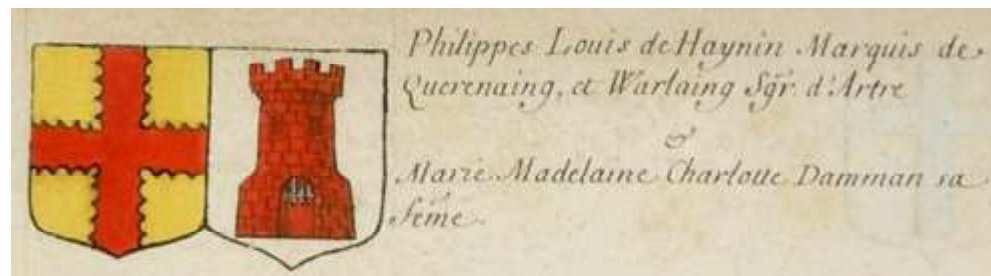 Philippes Louis de Haynin Marquis de
Querenaing, et Warlaing Sgr. d'Artre
&
Marie Madelaine Charlotte Damman sa
feme.